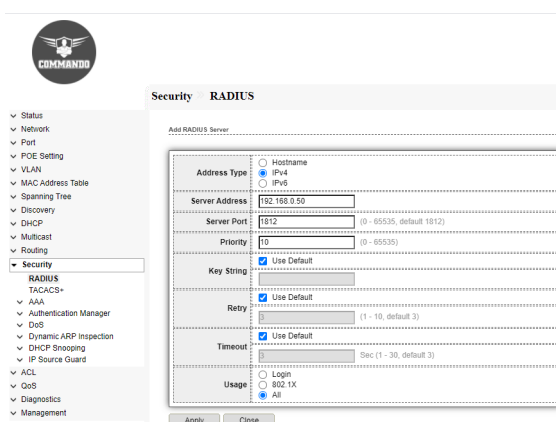 COMMANDO
Security » RADIUS
Status
Network
Port
POE Setting
VLAN
MAC Address Table
Spanning Tree
Discovery
DHCP
Multicast
Routing
Security
RADIUS
TACACS+
AAA
Authentication Manager
DoS
Dynamic ARP Inspection
DHCP Snooping
IP Source Guard
ACL
QoS
Diagnostics
Management
Add RADIUS Server
Address Type
Hostname
IPv4
IPv6
Server Address 192.168.0.50
Server Port 1812 (0 - 65535, default 1812)
Priority 10 (0 - 65535)
Key String
Use Default
Retry
Use Default
3 (1 - 10, default 3)
Timeout
Use Default
3 Sec (1 - 30, default 3)
Usage
Login
802.1X
All
Apply Close